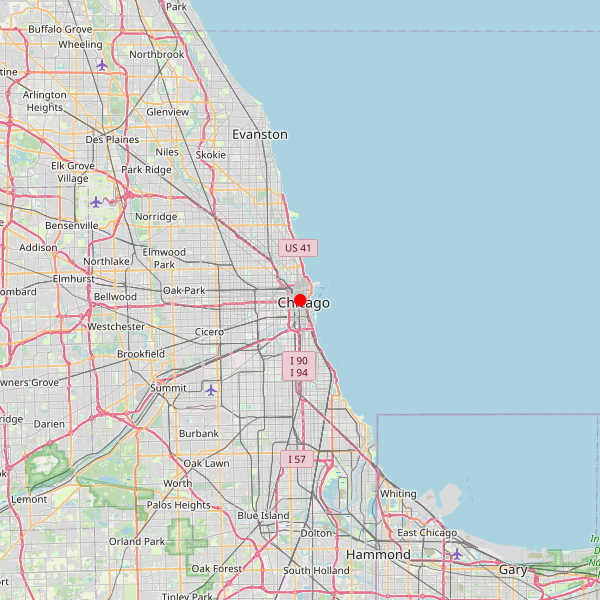 Park
Buffalo Grove
Wheeling
Northbrook
tine
Arlington
Heights
Glenview
Evanston
Des Plaines
Niles
Skokie
Elk Grove
Village
Park Ridge
Norridge
Bensenville
US 41
Addison
Elmwood
Park
Northlake
Elmhurst
Oak Park
ombard
Bellwood
Chicago
Westchester
Cicero
Brookfield
I 90
I 94
owners Grove
Summit
ridge
Darien
Burbank
I 57
Oak Lawn
Lemont
Worth
Whiting
Palos Heights
Blue Island
Dolton
East Chicago
Orland Park
Hammond
Oak Forest
South Holland
Gary
ort
Tinley Park
In
D
Na